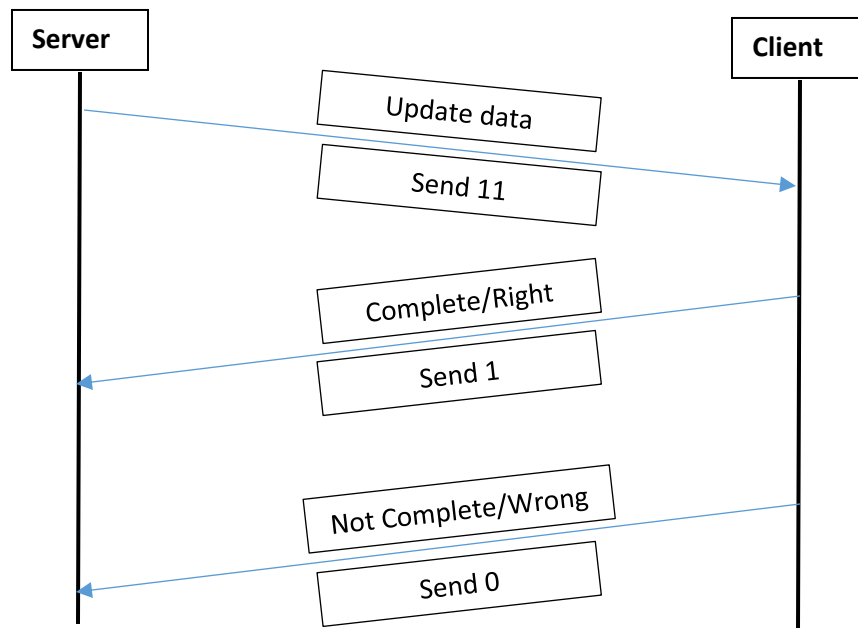 Server
Client
Update data
Send 11
Complete/Right
Send 1
Not Complete/Wrong
Send 0